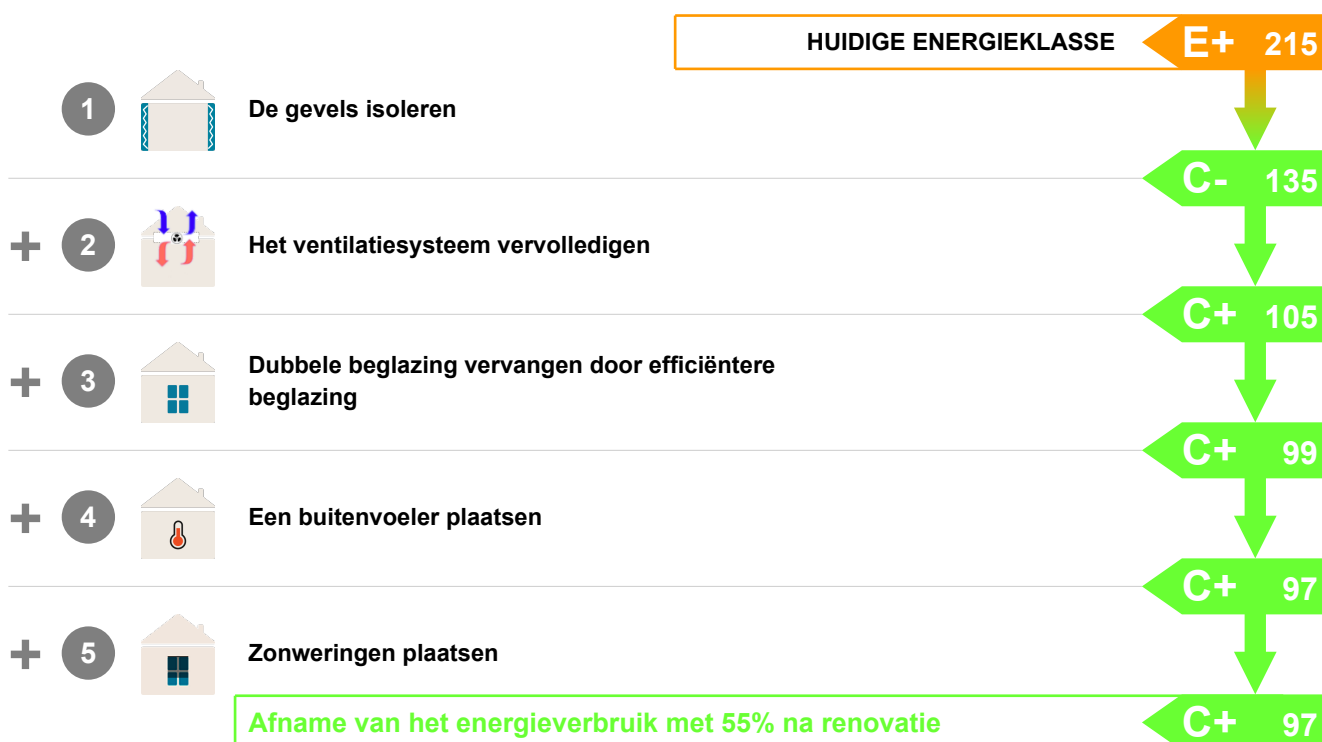 HUIDIGE ENERGIEKLASSE E+ 215
1 De gevels isoleren
C- 135
+ 2 Het ventilatiesysteem vervolledigen
C+ 105
+ 3 Dubbele beglazing vervangen door efficiëntere
beglazing
C+ 99
+ 4 Een buitenvoeler plaatsen
C+ 97
+ 5 Zonweringen plaatsen
Afname van het energieverbruik met 55% na renovatie C+ 97